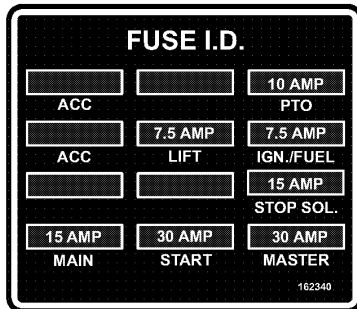 FUSE I.D.
10 AMP
ACC PTO
7.5 AMP 7.5 AMP
ACC LIFT IGN./FUEL
15 AMP
STOP SOL.
15 AMP 30 AMP 30 AMP
MAIN START MASTER
162340